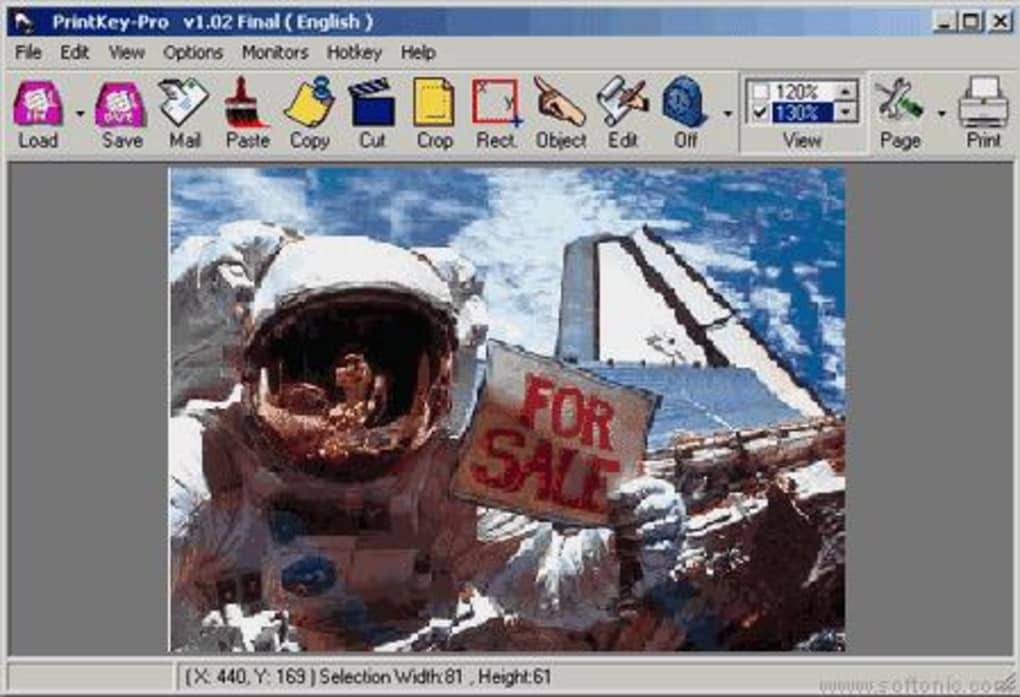 PrintKey-Pro v1.02 Final ( English )
File Edit View Options Monitors Hotkey Help
120%
130%
Load Save Mail Paste Copy Cut Crop Rect. Object Edit Off View Page Print
FOR
SALE
( X: 440, Y: 169 ) Selection Width:81 , Height:61
www.softonic.com